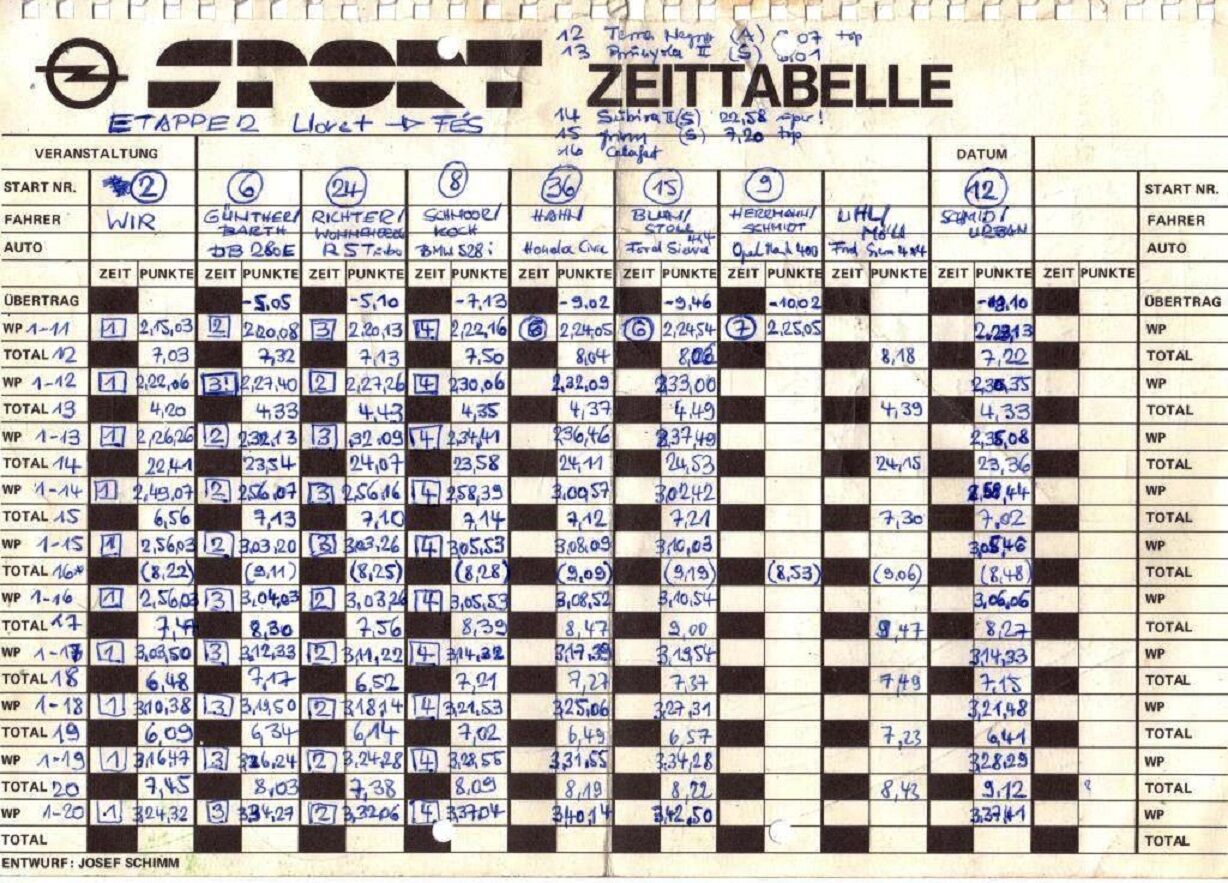 12 Terra Negra (A) 6 07 top
13 II (S) 6,01
SPORT ZEITTABELLE
ETAPPE 2 Lloret → FÉS
14 Subira II (S) 22,58 !
15 (S) 7,20 top
16 Calafat
VERANSTALTUNG DATUM
START NR. 2 6 24 8 36 15 9 12 START NR.
FAHRER WIR GÜNTHER/ BARTH RICHTER/ SCHMOOR/ KOCH HAHN BLUM/ STOLL HERRMANN/ SCHMIDT UHL/ SCHMID/ URBAN FAHRER
AUTO DB 280E R5 Turbo BMW 528i Honda Civic Ford Sierra 4x4 Opel 400 Ford Sierra 4x4 AUTO
ZEIT PUNKTE ZEIT PUNKTE ZEIT PUNKTE ZEIT PUNKTE ZEIT PUNKTE ZEIT PUNKTE ZEIT PUNKTE ZEIT PUNKTE ZEIT PUNKTE ZEIT PUNKTE
ÜBERTRAG -5,05 -5,10 -7,13 -9,02 -9,46 -10,02 ÜBERTRAG
WP 1-11 1 2,15,03 2 2,20,08 3 2,20,13 4 2,22,16 6 2,24,05 6 2,24,54 7 2,25,05 WP
TOTAL 12 7,03 7,32 7,13 7,50 8,04 8,06 8,18 7,22 TOTAL
WP 1-12 1 2,22,06 3! 2,27,40 2 2,27,26 4 2,30,06 2,32,09 2,33,00 WP
TOTAL 13 4,20 4,33 4,43 4,35 4,37 4,49 4,39 4,33 TOTAL
WP 1-13 1 2,26,26 2 2,32,13 3 ,32,09 4 2,34,41 2,36,46 2,37,49 2,35,08 WP
TOTAL 14 22,41 23,54 24,07 23,58 24,11 24,53 24,15 23,36 TOTAL
WP 1-14 1 2,49,07 2 2,56,07 3 2,56,16 4 2,58,39 3,00,57 3,02,42 WP
TOTAL 15 6,56 7,13 7,10 7,14 7,12 7,21 7,30 7,02 TOTAL
WP 1-15 1 2,56,03 2 3,03,20 3 3,03,26 4 3,05,53 3,08,09 3,10,03 WP
TOTAL 16* (8,22) (9,11) (8,25) (8,28) (9,09) (9,19) (8,53) (9,06) (8,48) TOTAL
WP 1-16 1 2,56,03 3 3,04,03 2 3,03,26 4 3,05,53 3,08,52 3,10,54 3,06,06 WP
TOTAL 17 7,47 8,30 7,56 8,39 8,47 9,00 9,47 8,27 TOTAL
WP 1-17 1 3,03,50 3 3,12,33 2 3,11,22 4 3,14,32 3,17,39 3,19,54 3,14,33 WP
TOTAL 18 6,48 7,17 6,52 7,21 7,27 7,37 7,49 7,15 TOTAL
WP 1-18 1 3,10,38 3 3,19,50 2 3,18,14 4 3,21,53 3,25,06 3,27,31 3,21,48 WP
TOTAL 19 6,09 6,34 6,14 7,02 6,49 6,57 7,23 6,41 TOTAL
WP 1-19 1 3,16,47 3 3,26,24 2 3,24,28 4 3,28,55 3,31,55 3,34,28 3,28,29 WP
TOTAL 20 7,45 8,03 7,38 8,09 8,19 8,22 8,43 9,12 ? TOTAL
WP 1-20 1 3,24,32 3 3,34,27 2 3,32,06 4 3,37,04 3,40,14 3,42,50 3,37,41 WP
TOTAL TOTAL
ENTWURF : JOSEF SCHIMM